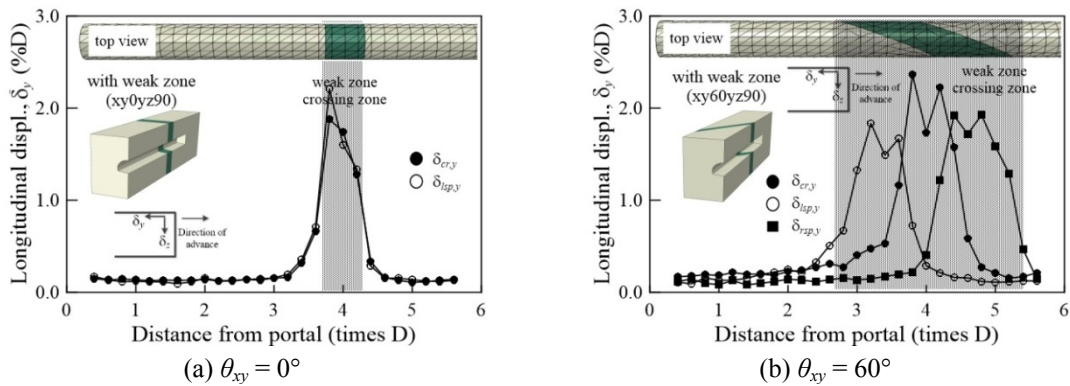 3.0
2.0
1.0
0.0
Longitudinal displ., δy (%D)
top view
with weak zone
(xy0yz90)
weak zone
crossing zone
δcr,y
δlsp,y
δy
δz
Direction of
advance
0 1 2 3 4 5 6
Distance from portal (times D)
(a) θxy = 0°
3.0
2.0
1.0
0.0
Longitudinal displ., δy (%D)
top view
with weak zone
(xy60yz90)
δy
δz
Direction of
advance
weak zone
crossing zone
δcr,y
δlsp,y
δrsp,y
0 1 2 3 4 5 6
Distance from portal (times D)
(b) θxy = 60°